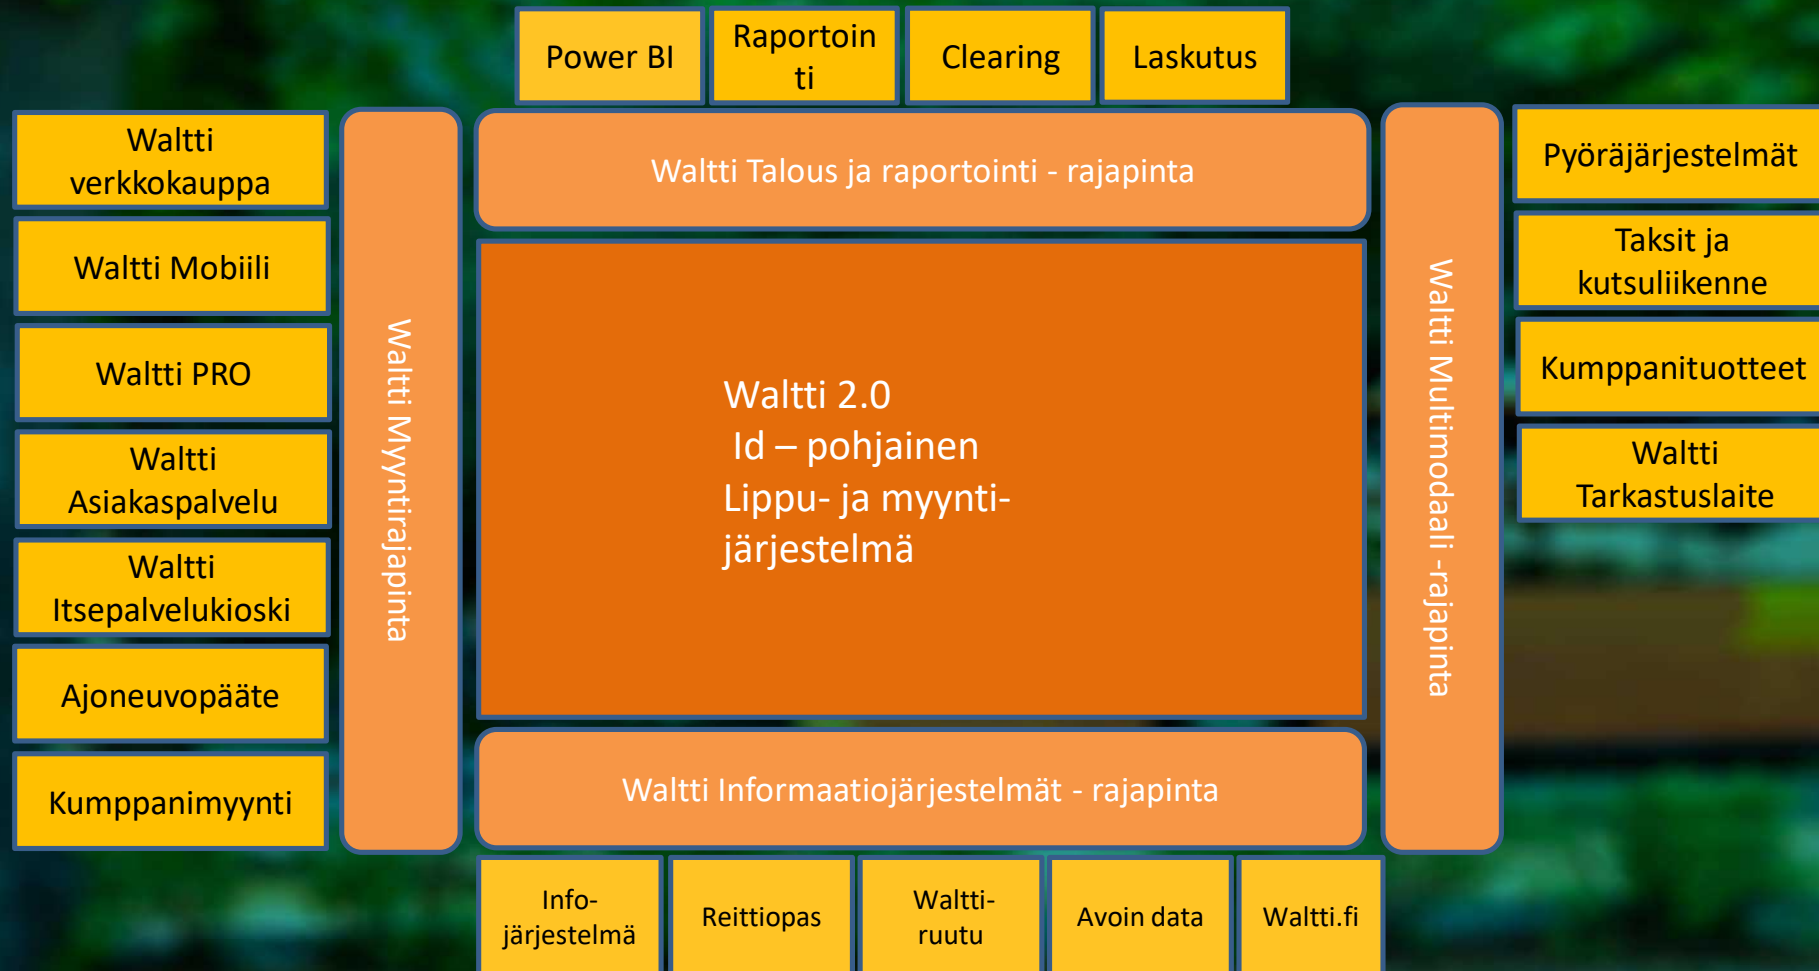 Power BI
Raportoin
ti
Clearing
Laskutus
Waltti
verkkokauppa
Waltti Mobiili
Waltti PRO
Waltti
Asiakaspalvelu
Waltti
Itsepalvelukioski
Ajoneuvopääte
Kumppanimyynti
Waltti Myyntirajapinta
Waltti Talous ja raportointi - rajapinta
Waltti 2.0
Id – pohjainen
Lippu- ja myynti-
järjestelmä
Waltti Informaatiojärjestelmät - rajapinta
Waltti Multimodaali -rajapinta
Pyöräjärjestelmät
Taksit ja
kutsuliikenne
Kumppanituotteet
Waltti
Tarkastuslaite
Info-
järjestelmä
Reittiopas
Waltti-
ruutu
Avoin data
Waltti.fi